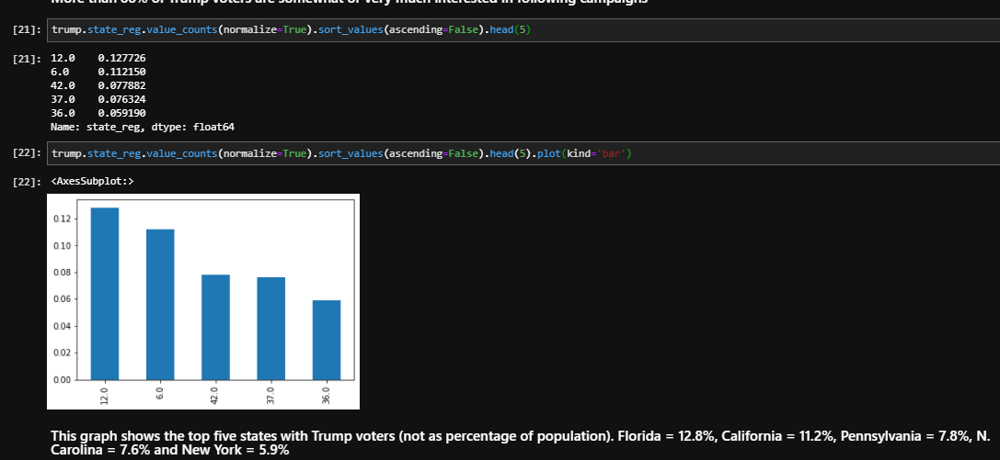 More than 80% of Trump voters are somewhat or very much interested in following campaigns
[21]: trump.state_reg.value_counts(normalize=True).sort_values(ascending=False).head(5)
[21]: 12.0 0.127726
6.0 0.112150
42.0 0.077882
37.0 0.076324
36.0 0.059190
Name: state_reg, dtype: float64
[22]: trump.state_reg.value_counts(normalize=True).sort_values(ascending=False).head(5).plot(kind='bar')
[22]: <AxesSubplot:>
0.12
0.10
0.08
0.06
0.04
0.02
0.00
12.0
6.0
42.0
37.0
36.0
This graph shows the top five states with Trump voters (not as percentage of population). Florida = 12.8%, California = 11.2%, Pennsylvania = 7.8%, N.
Carolina = 7.6% and New York = 5.9%